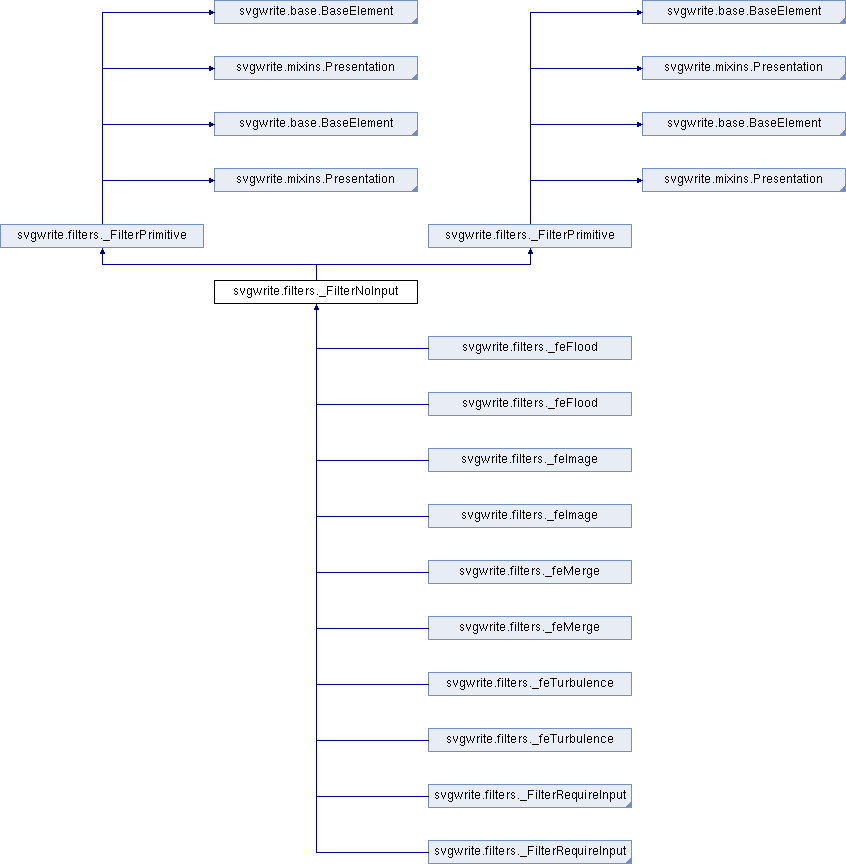 svgwrite.base.BaseElement
svgwrite.base.BaseElement
svgwrite.mixins.Presentation
svgwrite.mixins.Presentation
svgwrite.base.BaseElement
svgwrite.base.BaseElement
svgwrite.mixins.Presentation
svgwrite.mixins.Presentation
svgwrite.filters._FilterPrimitive
svgwrite.filters._FilterPrimitive
svgwrite.filters._FilterNoInput
svgwrite.filters._feFlood
svgwrite.filters._feFlood
svgwrite.filters._feImage
svgwrite.filters._feImage
svgwrite.filters._feMerge
svgwrite.filters._feMerge
svgwrite.filters._feTurbulence
svgwrite.filters._feTurbulence
svgwrite.filters._FilterRequireInput
svgwrite.filters._FilterRequireInput